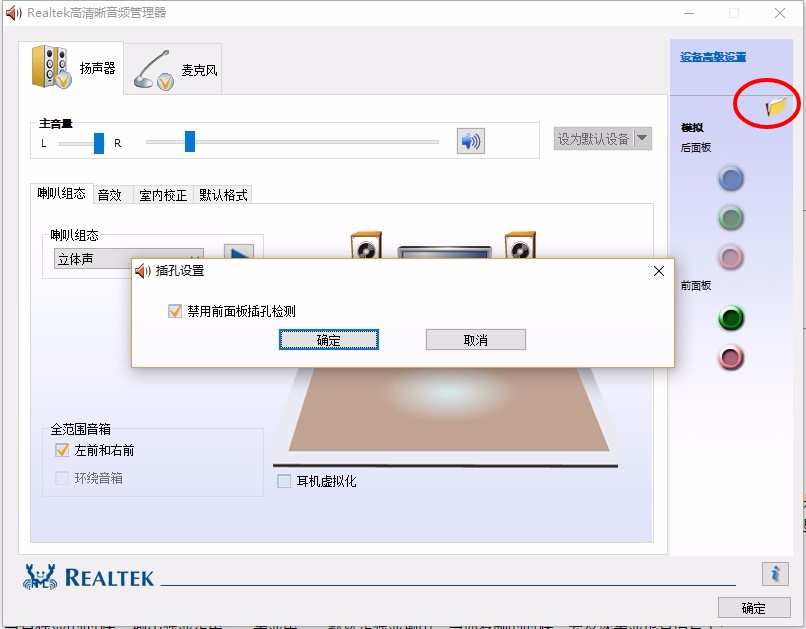 Realtek高清晰音频管理器
扬声器
麦克风
设备高级设置
主音量
L
R
设为默认设备
模拟
后面板
喇叭组态
音效
室内校正
默认格式
喇叭组态
立体声
插孔设置
禁用前面板插孔检测
确定
取消
前面板
全范围音箱
左前和右前
环绕音箱
耳机虚拟化
REALTEK
确定